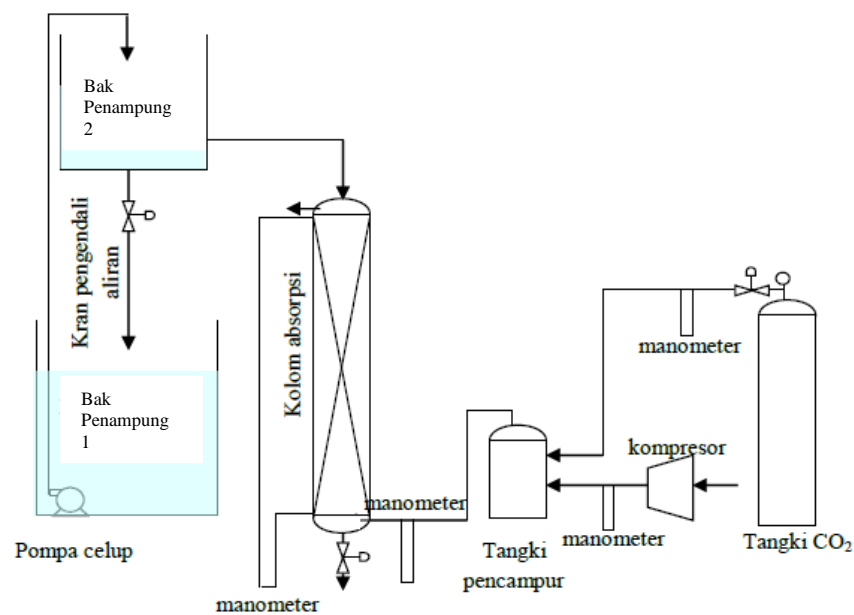 Bak
Penampung
2
Kran pengendali
aliran
Kolom absorpsi
Bak
Penampung
1
Pompa celup
manometer
manometer
Tangki
pencampur
manometer
kompresor
manometer
Tangki CO₂